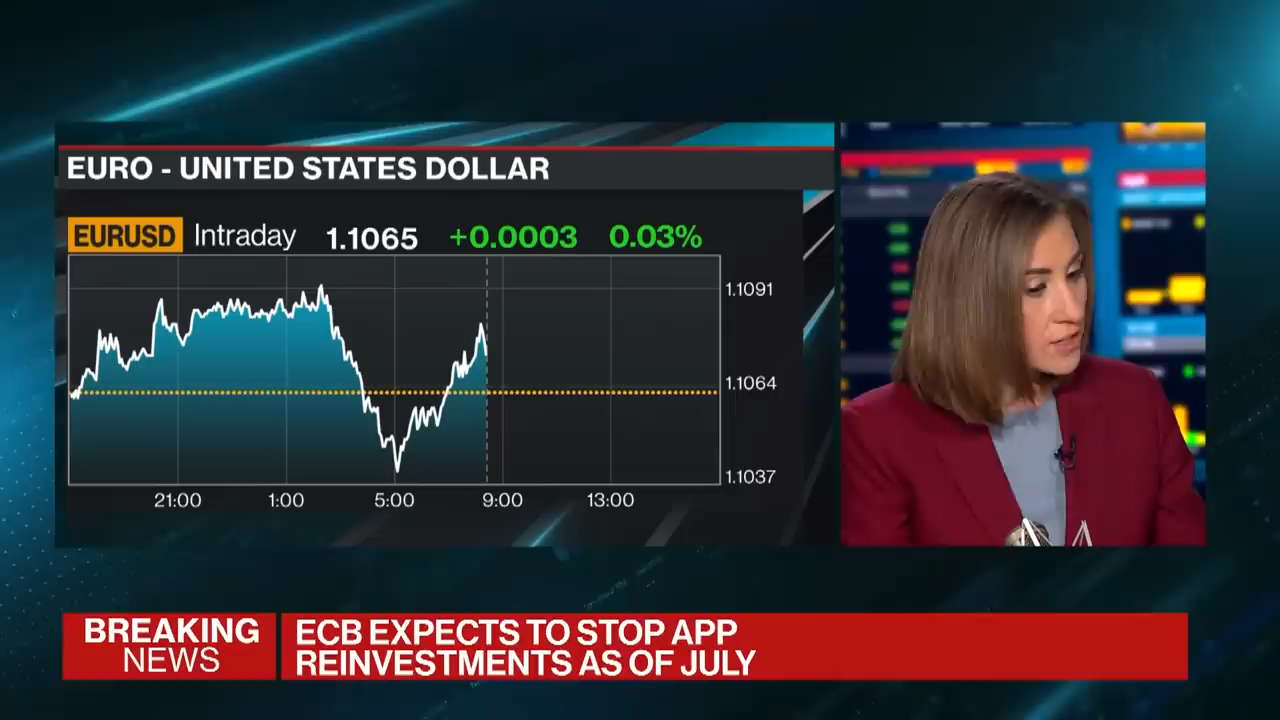 EURO - UNITED STATES DOLLAR
EURUSD Intraday 1.1065 +0.0003 0.03%
1.1091
1.1064
1.1037
21:00 1:00 5:00 9:00 13:00
BREAKING
NEWS
ECB EXPECTS TO STOP APP
REINVESTMENTS AS OF JULY